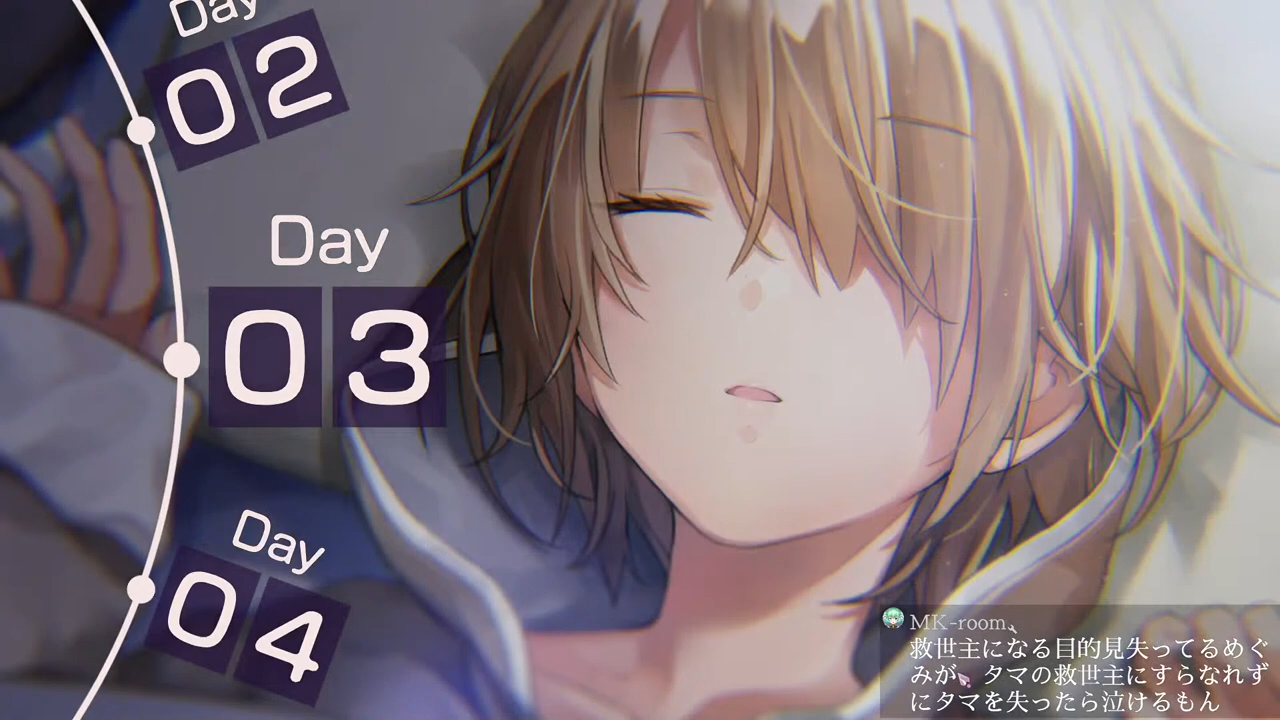 Day
02
Day
03
Day
04
MK-room、
救世主になる目的見失ってるめぐ
みが、タマの救世主にすらなれず
にタマを失ったら泣けるもん